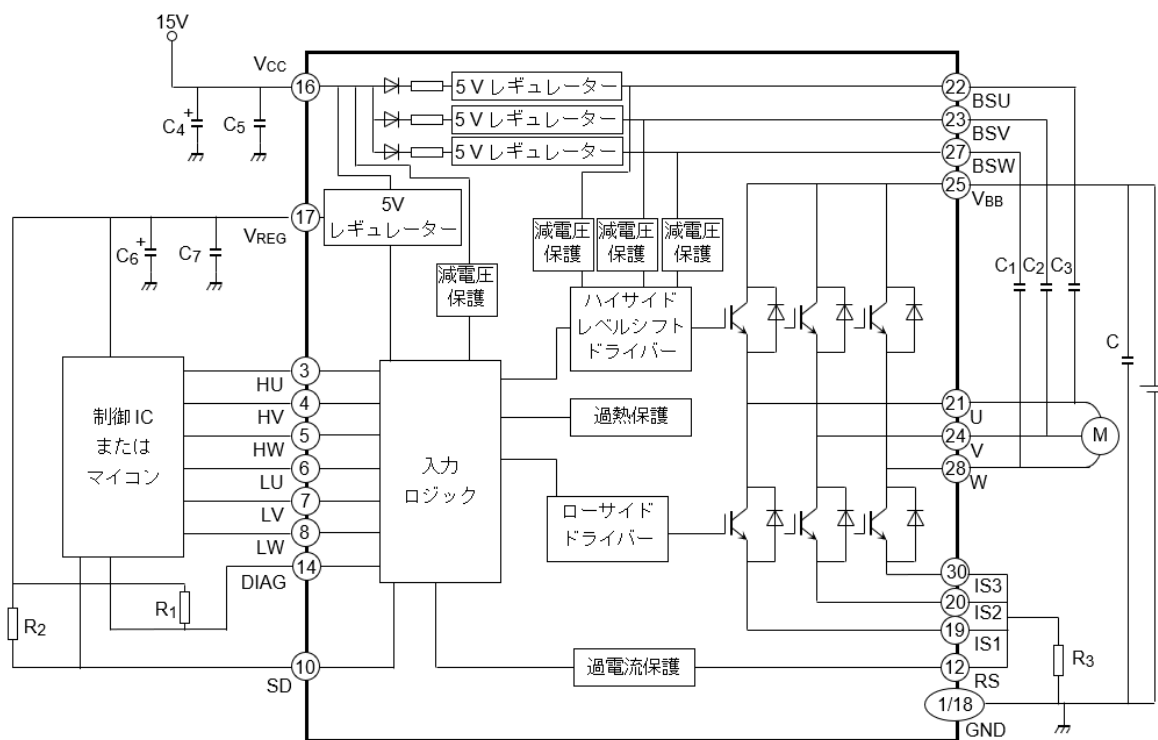 15V
VCC
16
C4
+
C5
5 V レギュレーター
5 V レギュレーター
5 V レギュレーター
22
BSU
23
BSV
27
BSW
25
VBB
17
VREG
5V
レギュレーター
C6
+
C7
減電圧
保護
減電圧
保護
減電圧
保護
減電圧
保護
C1
C2
C3
C
ハイサイド
レベルシフト
ドライバー
制御 IC
または
マイコン
3
HU
4
HV
5
HW
6
LU
7
LV
8
LW
14
DIAG
入力
ロジック
過熱保護
ローサイド
ドライバー
21
U
24
V
28
W
M
30
IS3
20
IS2
19
IS1
R1
R2
10
SD
過電流保護
12
RS
R3
1/18
GND